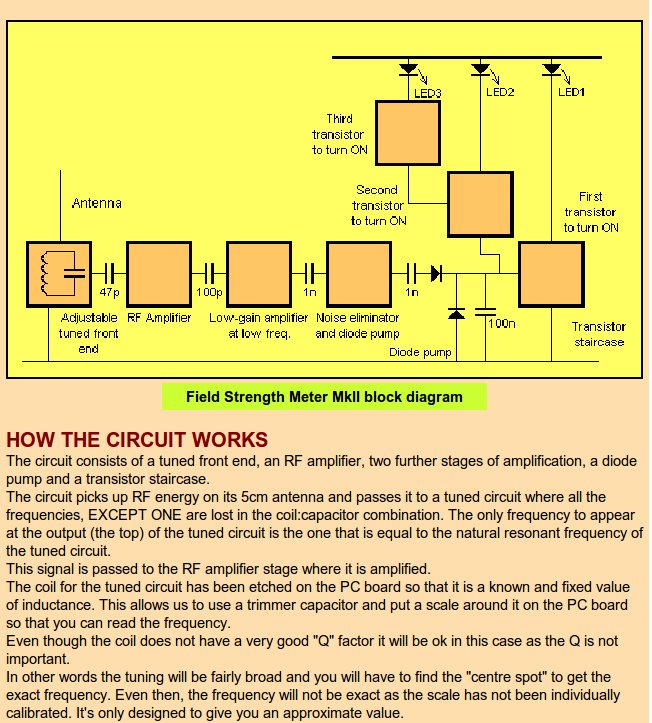 LED3
LED2
LED1
Third
transistor
to turn ON
Second
transistor
to turn ON
First
transistor
to turn ON
Antenna
47p
100p
1n
1n
100n
Adjustable
tuned front
end
RF Amplifier
Low-gain amplifier
at low freq.
Noise eliminator
and diode pump
Diode pump
Transistor
staircase
Field Strength Meter MkII block diagram
HOW THE CIRCUIT WORKS
The circuit consists of a tuned front end, an RF amplifier, two further stages of amplification, a diode
pump and a transistor staircase.
The circuit picks up RF energy on its 5cm antenna and passes it to a tuned circuit where all the
frequencies, EXCEPT ONE are lost in the coil:capacitor combination. The only frequency to appear
at the output (the top) of the tuned circuit is the one that is equal to the natural resonant frequency of
the tuned circuit.
This signal is passed to the RF amplifier stage where it is amplified.
The coil for the tuned circuit has been etched on the PC board so that it is a known and fixed value
of inductance. This allows us to use a trimmer capacitor and put a scale around it on the PC board
so that you can read the frequency.
Even though the coil does not have a very good "Q" factor it will be ok in this case as the Q is not
important.
In other words the tuning will be fairly broad and you will have to find the "centre spot" to get the
exact frequency. Even then, the frequency will not be exact as the scale has not been individually
calibrated. It's only designed to give you an approximate value.